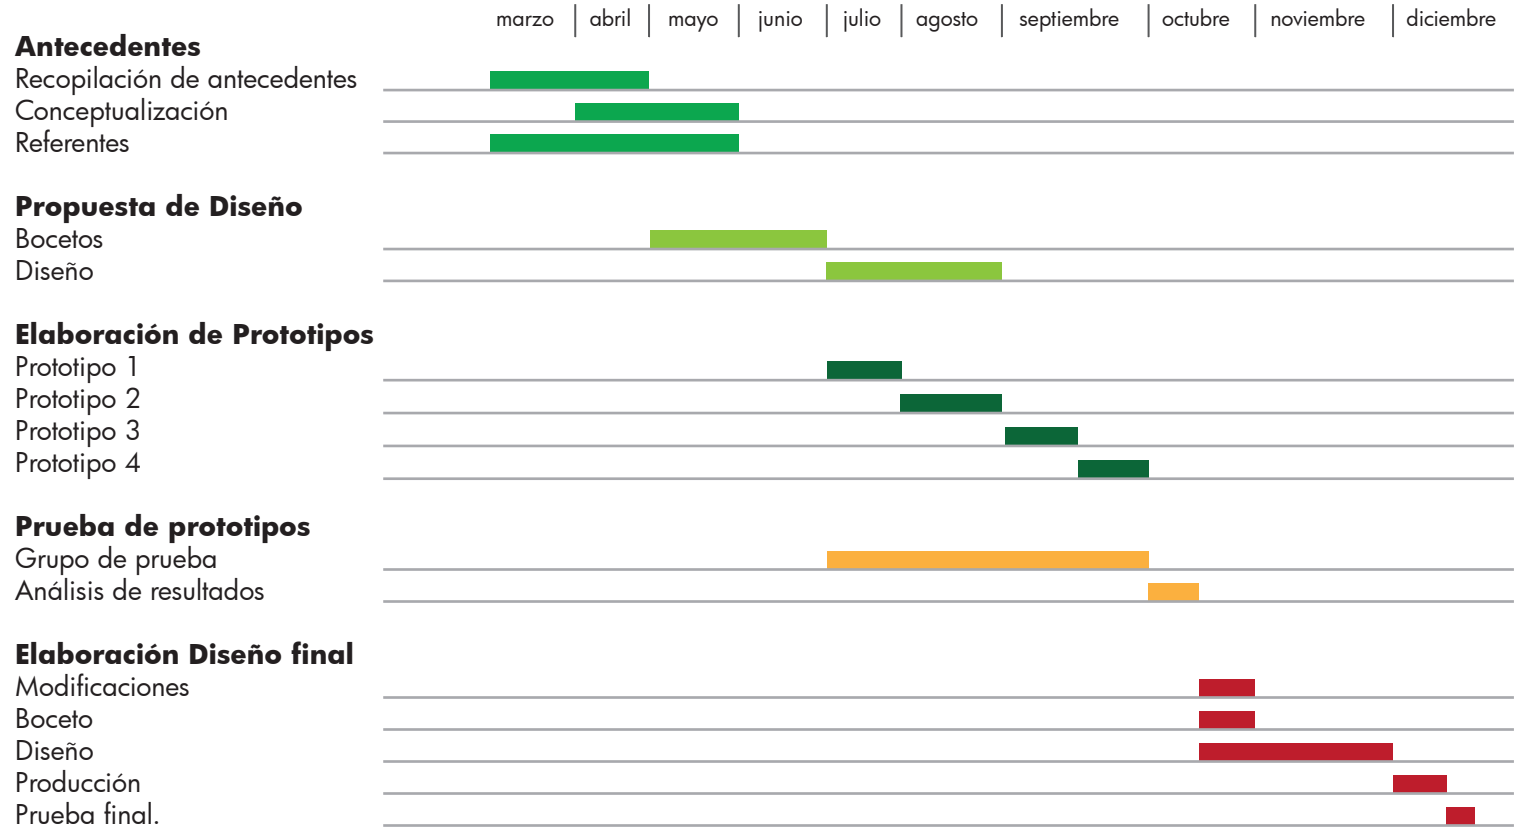 marzo abril mayo junio julio agosto septiembre octubre noviembre diciembre
Antecedentes
Recopilación de antecedentes
Conceptualización
Referentes
Propuesta de Diseño
Bocetos
Diseño
Elaboración de Prototipos
Prototipo 1
Prototipo 2
Prototipo 3
Prototipo 4
Prueba de prototipos
Grupo de prueba
Análisis de resultados
Elaboración Diseño final
Modificaciones
Boceto
Diseño
Producción
Prueba final.